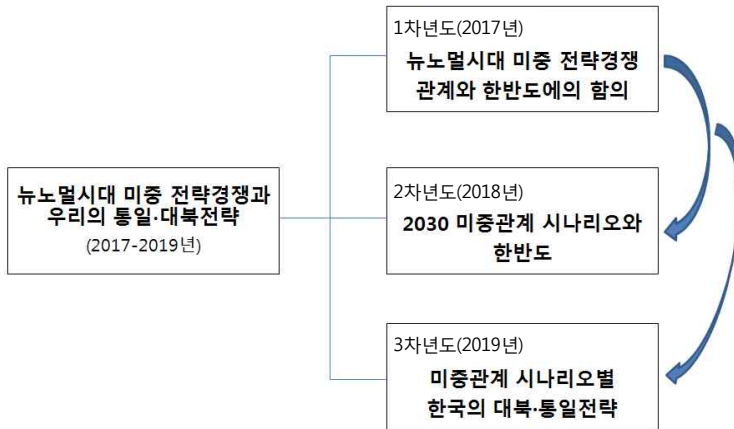 뉴노멀시대 미중 전략경쟁과
우리의 통일·대북전략
(2017-2019년)
1차년도(2017년)
뉴노멀시대 미중 전략경쟁
관계와 한반도에의 함의
2차년도(2018년)
2030 미중관계 시나리오와
한반도
3차년도(2019년)
미중관계 시나리오별
한국의 대북·통일전략